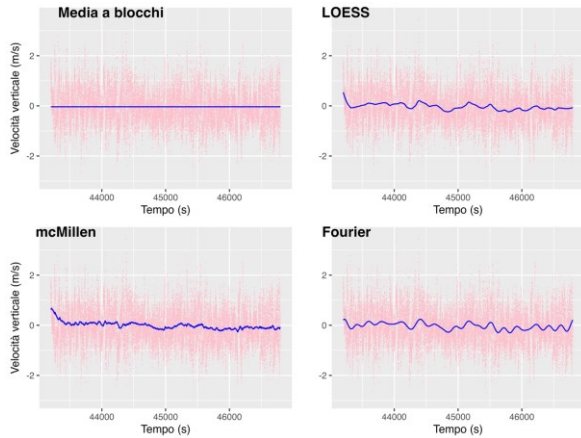 Media a blocchi
LOESS
Velocità verticale (m/s)
2
0
-2
44000 45000 46000
Tempo (s)
2
0
-2
44000 45000 46000
Tempo (s)
mcMillen
Fourier
Velocità verticale (m/s)
2
0
-2
44000 45000 46000
Tempo (s)
2
0
-2
44000 45000 46000
Tempo (s)